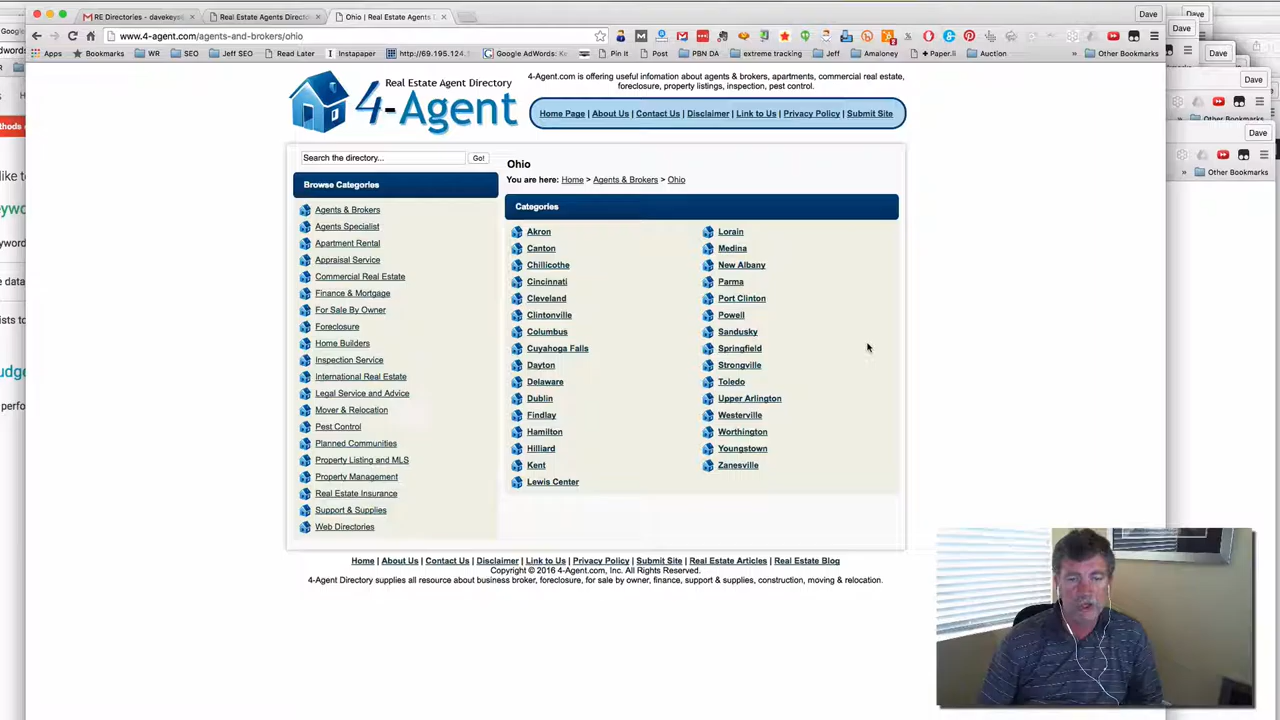 RE Directories - davekeys@
Real Estate Agents Directo
Ohio | Real Estate Agents D
Dave
Dave
Dave
www.4-agent.com/agents-and-brokers/ohio
Apps
Bookmarks
WR
SEO
Jeff SEO
Read Later
Instapaper
http://69.195.124
Google AdWords: K
Pin It
Post
PBN DA
extreme tracking
Jeff
Amaloney
+ Paper.li
Auction
»
Other Bookmarks
Dave
Dave
Dave
» Other Bookmarks
Real Estate Agent Directory
4-Agent
4-Agent.com is offering useful infomation about agents & brokers, apartments, commercial real estate,
foreclosure, property listings, inspection, pest control.
Home Page | About Us | Contact Us | Disclaimer | Link to Us | Privacy Policy | Submit Site
Search the directory...
Go!
Browse Categories
Agents & Brokers
Agents Specialist
Apartment Rental
Appraisal Service
Commercial Real Estate
Finance & Mortgage
For Sale By Owner
Foreclosure
Home Builders
Inspection Service
International Real Estate
Legal Service and Advice
Mover & Relocation
Pest Control
Planned Communities
Property Listing and MLS
Property Management
Real Estate Insurance
Support & Supplies
Web Directories
Ohio
You are here: Home > Agents & Brokers > Ohio
Categories
Akron
Canton
Chillicothe
Cincinnati
Cleveland
Clintonville
Columbus
Cuyahoga Falls
Dayton
Delaware
Dublin
Findlay
Hamilton
Hilliard
Kent
Lewis Center
Lorain
Medina
New Albany
Parma
Port Clinton
Powell
Sandusky
Springfield
Strongville
Toledo
Upper Arlington
Westerville
Worthington
Youngstown
Zanesville
Home | About Us | Contact Us | Disclaimer | Link to Us | Privacy Policy | Submit Site | Real Estate Articles | Real Estate Blog
Copyright © 2016 4-Agent.com, Inc. All Rights Reserved.
4-Agent Directory supplies all resource about business broker, foreclosure, for sale by owner, finance, support & supplies, construction, moving & relocation.